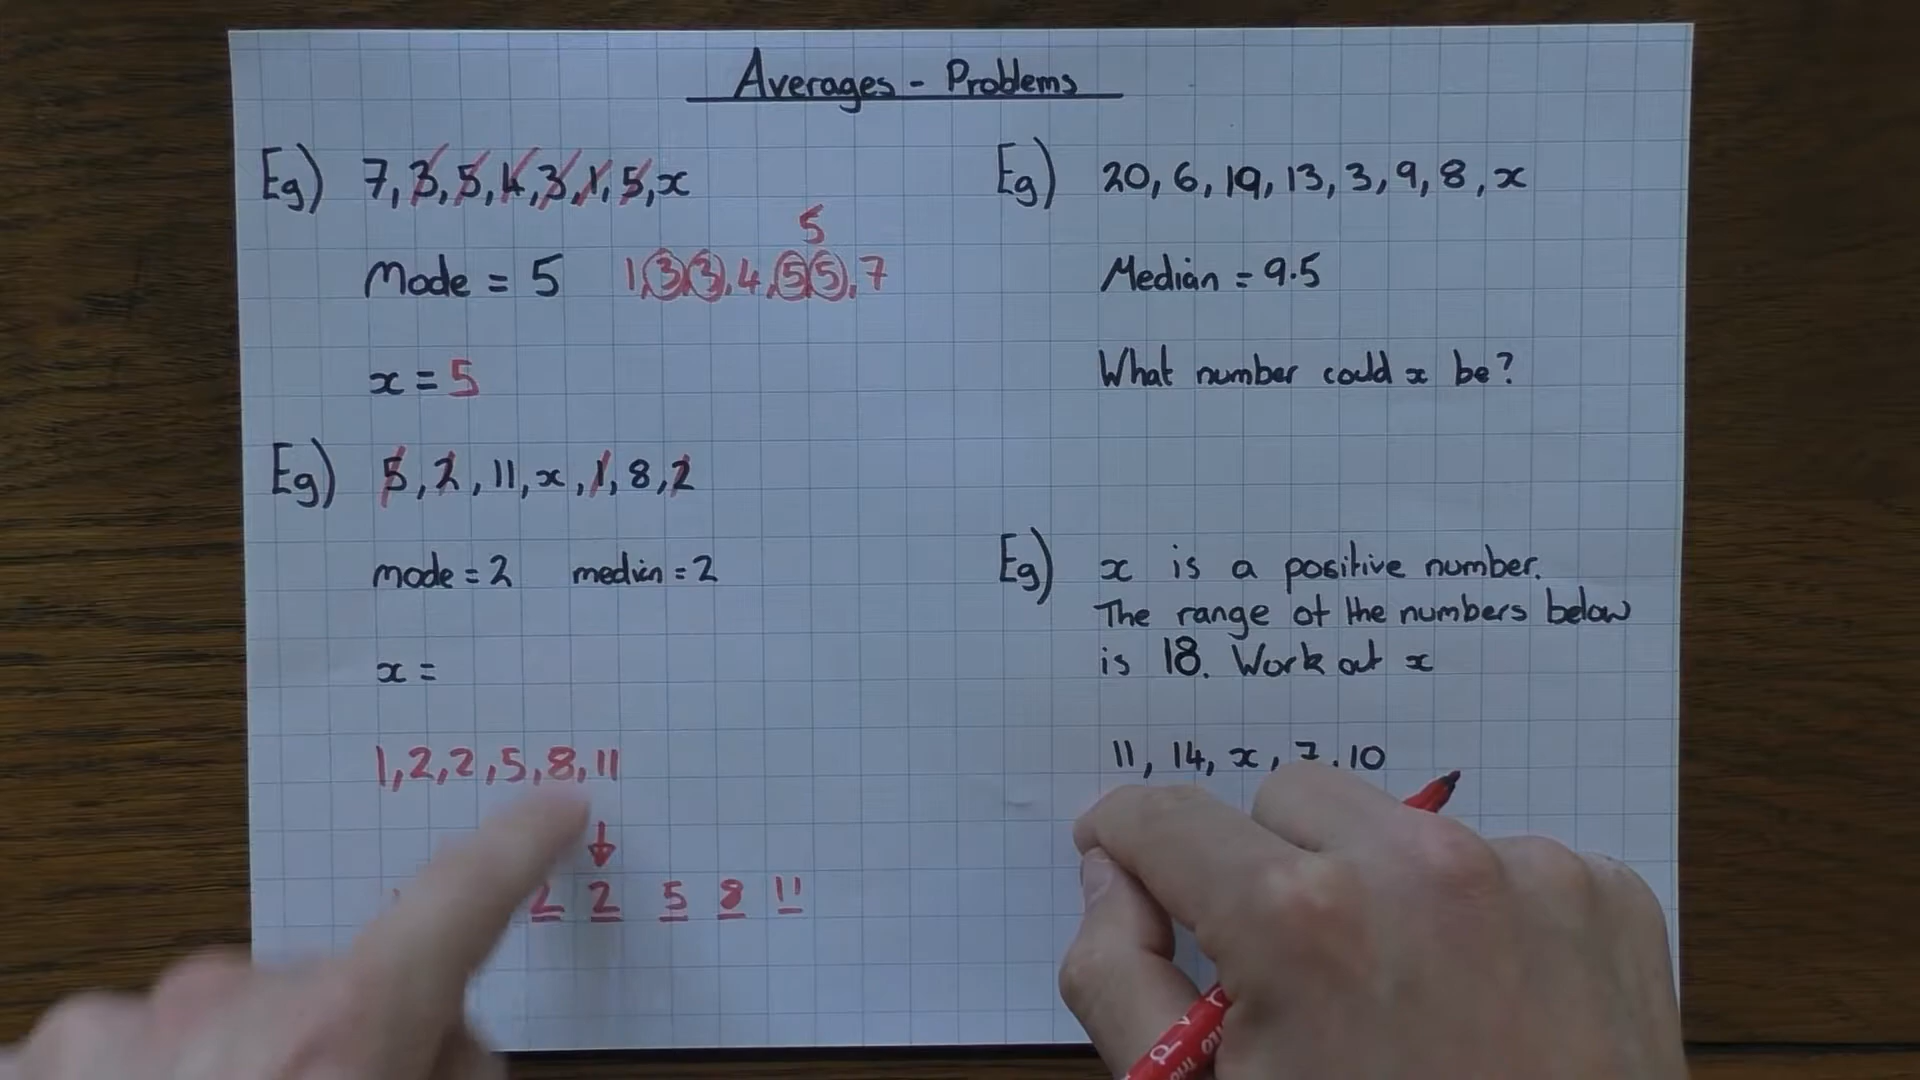 Averages - Problems
Eg) 7, 3, 5, 4, 3, 1, 5, x
5
Mode = 5 1, 3, 3, 4, 5, 5, 7
x = 5
Eg) 5, 2, 11, x, 1, 8, 2
mode = 2 median = 2
x =
1, 2, 2, 5, 8, 11
2 2 5 8 11
Eg) 20, 6, 19, 13, 3, 9, 8, x
Median = 9.5
What number could x be?
Eg) x is a positive number.
The range of the numbers below
is 18. Work out x
11, 14, x, 7, 10